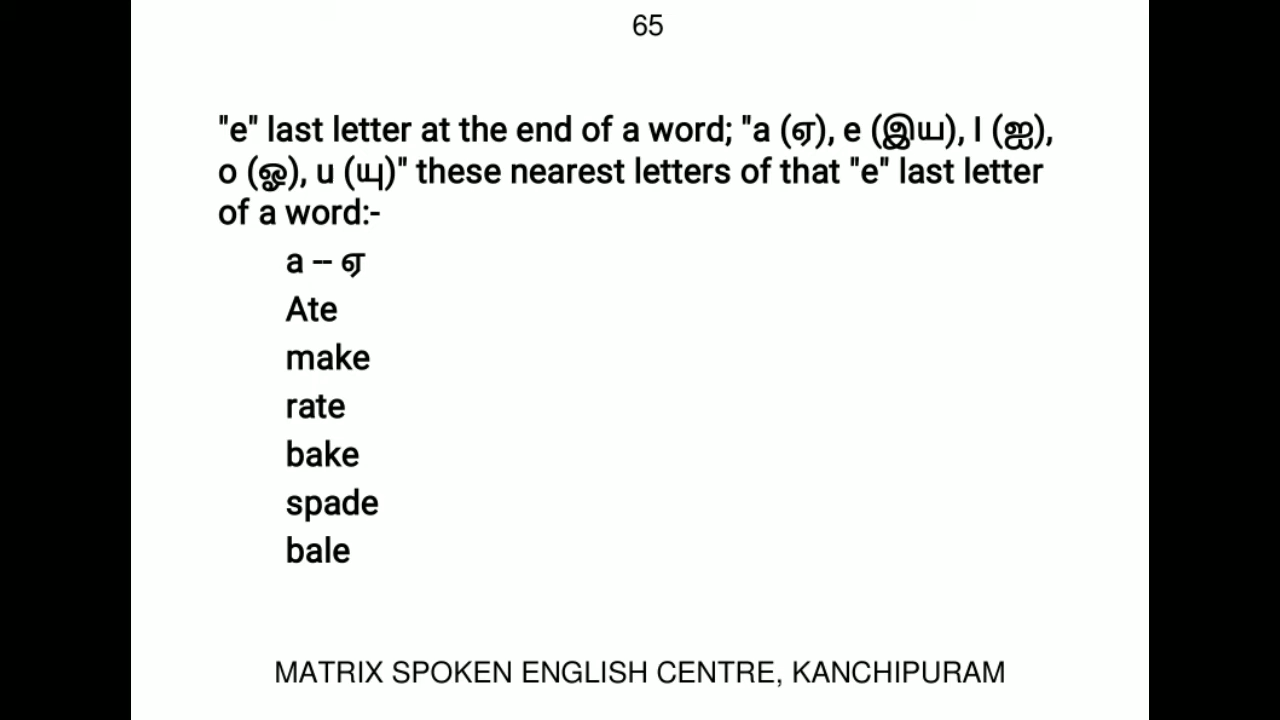 65
"e" last letter at the end of a word; "a (ஏ), e (இய), I (ஐ),
o (ஓ), u (யு)" these nearest letters of that "e" last letter
of a word:-
a -- ஏ
Ate
make
rate
bake
spade
bale
MATRIX SPOKEN ENGLISH CENTRE, KANCHIPURAM